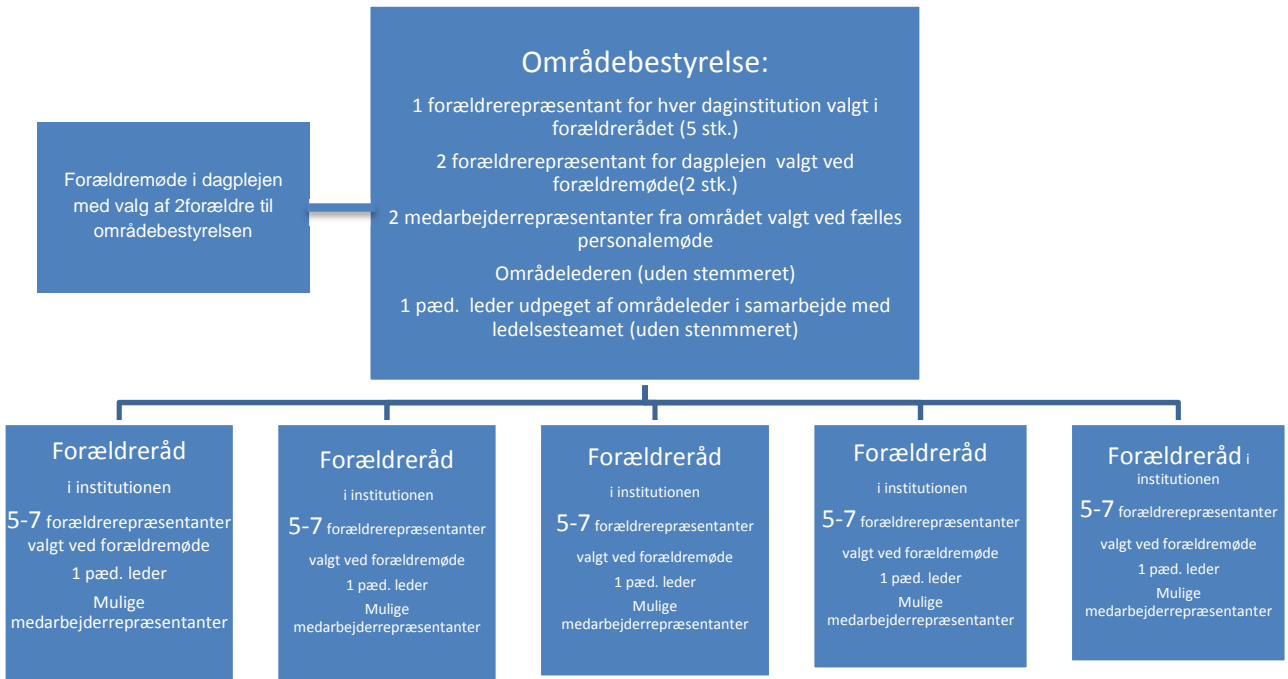 Områdebestyrelse:
1 forældrerepræsentant for hver daginstitution valgt i
forældrerådet (5 stk.)
2 forældrerepræsentant for dagplejen valgt ved
forældremøde(2 stk.)
2 medarbejderrepræsentanter fra området valgt ved fælles
personalemøde
Områdelederen (uden stemmeret)
1 pæd. leder udpeget af områdeleder i samarbejde med
ledelsesteamet (uden stenmmeret)
Forældremøde i dagplejen
med valg af 2forældre til
områdebestyrelsen
Forældreråd
i institutionen
5-7 forældrerepræsentanter
valgt ved forældremøde
1 pæd. leder
Mulige
medarbejderrepræsentanter
Forældreråd
i institutionen
5-7 forældrerepræsentanter
valgt ved forældremøde
1 pæd. leder
Mulige
medarbejderrepræsentanter
Forældreråd
i institutionen
5-7 forældrerepræsentanter
valgt ved forældremøde
1 pæd. leder
Mulige
medarbejderrepræsentanter
Forældreråd
i institutionen
5-7 forældrerepræsentanter
valgt ved forældremøde
1 pæd. leder
Mulige
medarbejderrepræsentanter
Forældreråd i
institutionen
5-7 forældrerepræsentanter
valgt ved forældremøde
1 pæd. leder
Mulige
medarbejderrepræsentanter